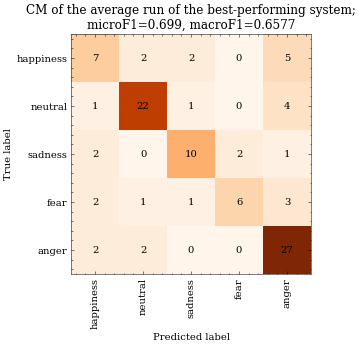 CM of the average run of the best-performing system;
microF1=0.699, macroF1=0.6577
True label
happiness 7 2 2 0 5
neutral 1 22 1 0 4
sadness 2 0 10 2 1
fear 2 1 1 6 3
anger 2 2 0 0 27
happiness neutral sadness fear anger
Predicted label